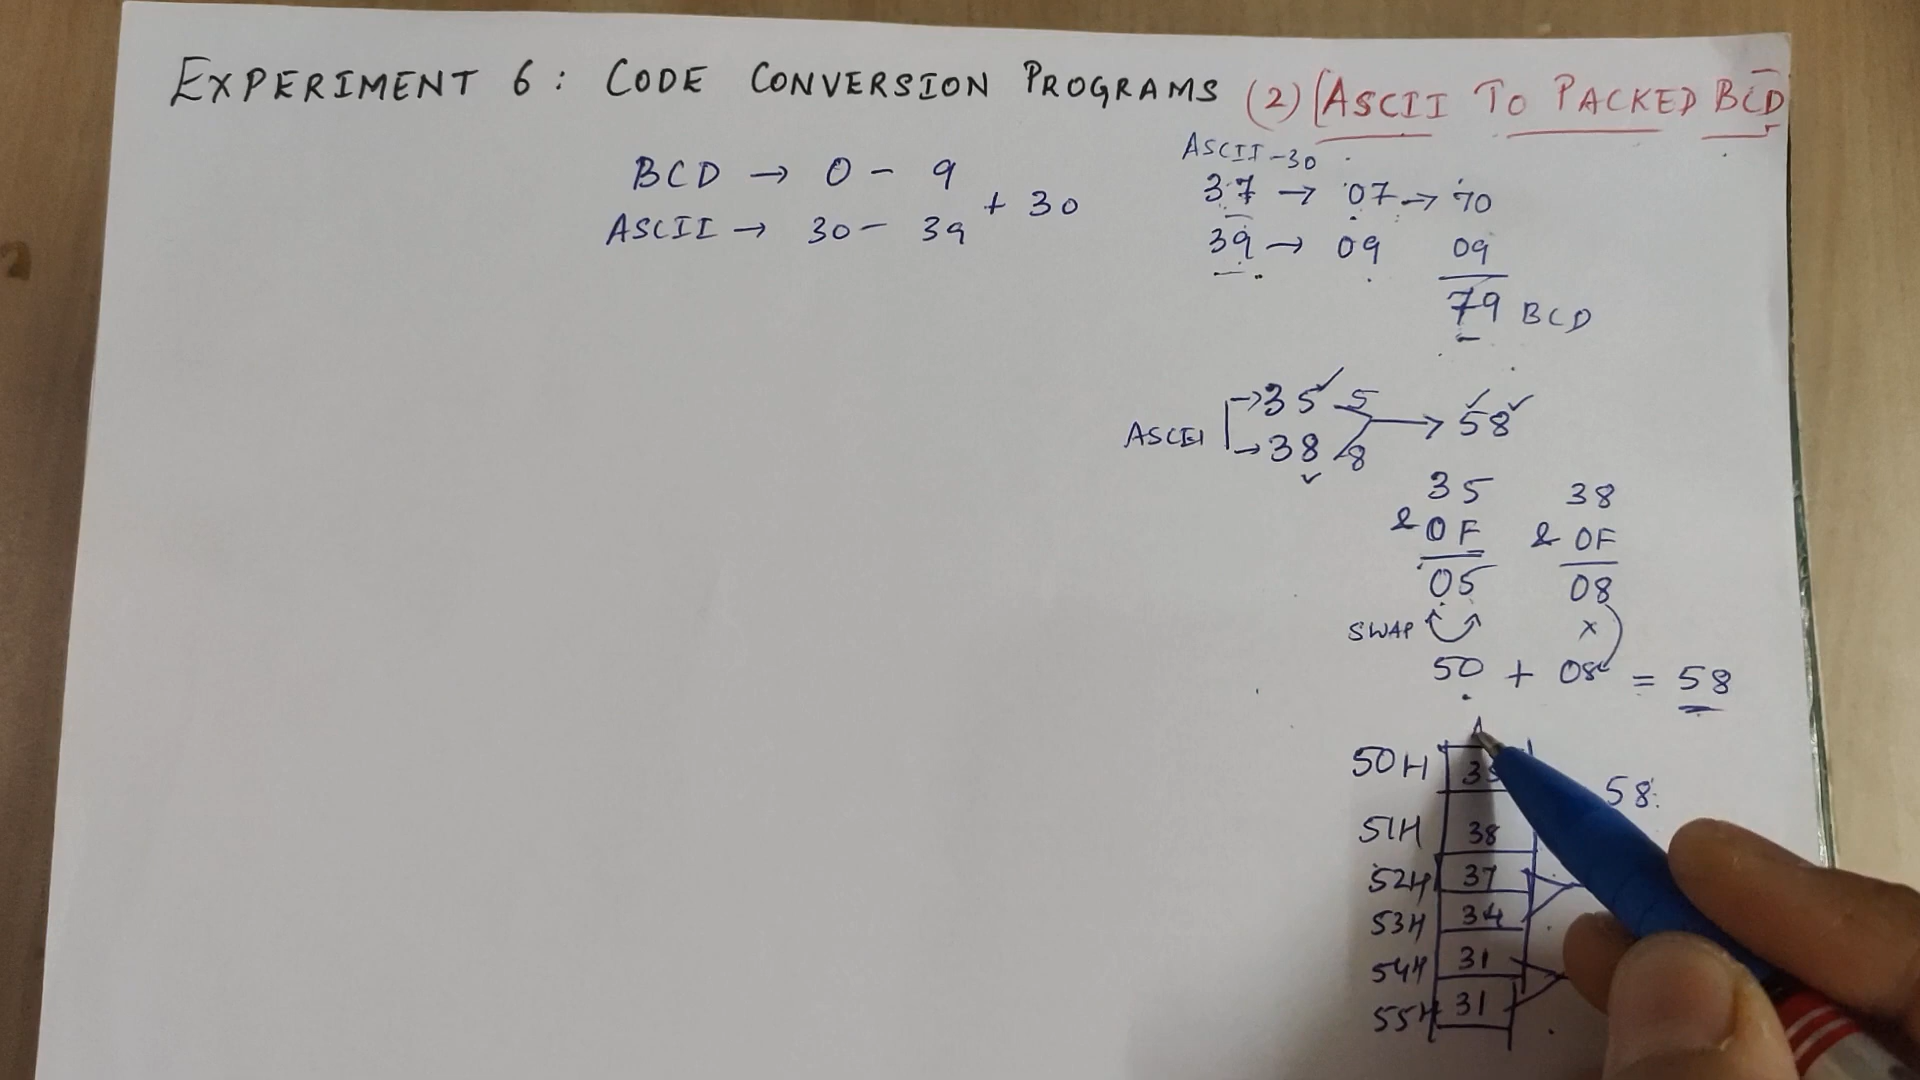 EXPERIMENT 6 : CODE CONVERSION PROGRAMS (2) [ASCII TO PACKED BCD
BCD → 0 - 9
ASCII → 30 - 39 + 30
ASCII-30
37 → 07 → 70
39 → 09 09
79 BCD
ASCII →35 5 → 58
→38 8
35 38
& 0F & 0F
05 08
SWAP ×
50 + 08 = 58
50H 58
51H 38
52H 37
53H 34
54H 31
55H 31